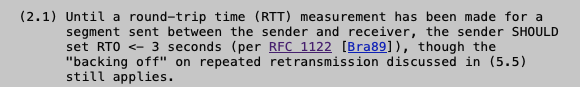 (2.1) Until a round-trip time (RTT) measurement has been made for a
segment sent between the sender and receiver, the sender SHOULD
set RTO <- 3 seconds (per RFC 1122 [Bra89]), though the
"backing off" on repeated retransmission discussed in (5.5)
still applies.